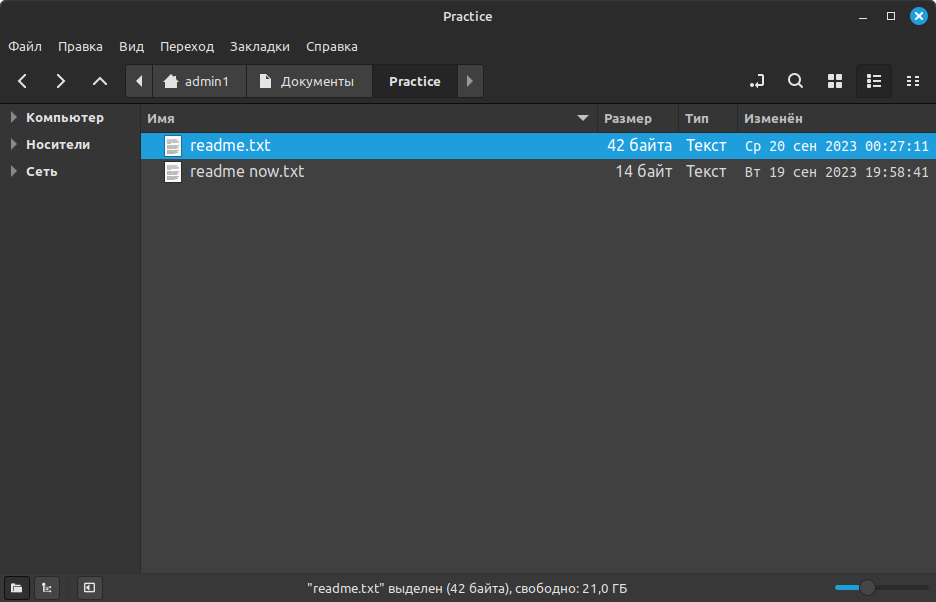 Practice
Файл Правка Вид Переход Закладки Справка
admin1 Документы Practice
Компьютер
Носители
Сеть
Имя Размер Тип Изменён
readme.txt 42 байта Текст Ср 20 сен 2023 00:27:11
readme now.txt 14 байт Текст Вт 19 сен 2023 19:58:41
"readme.txt" выделен (42 байта), свободно: 21,0 ГБ